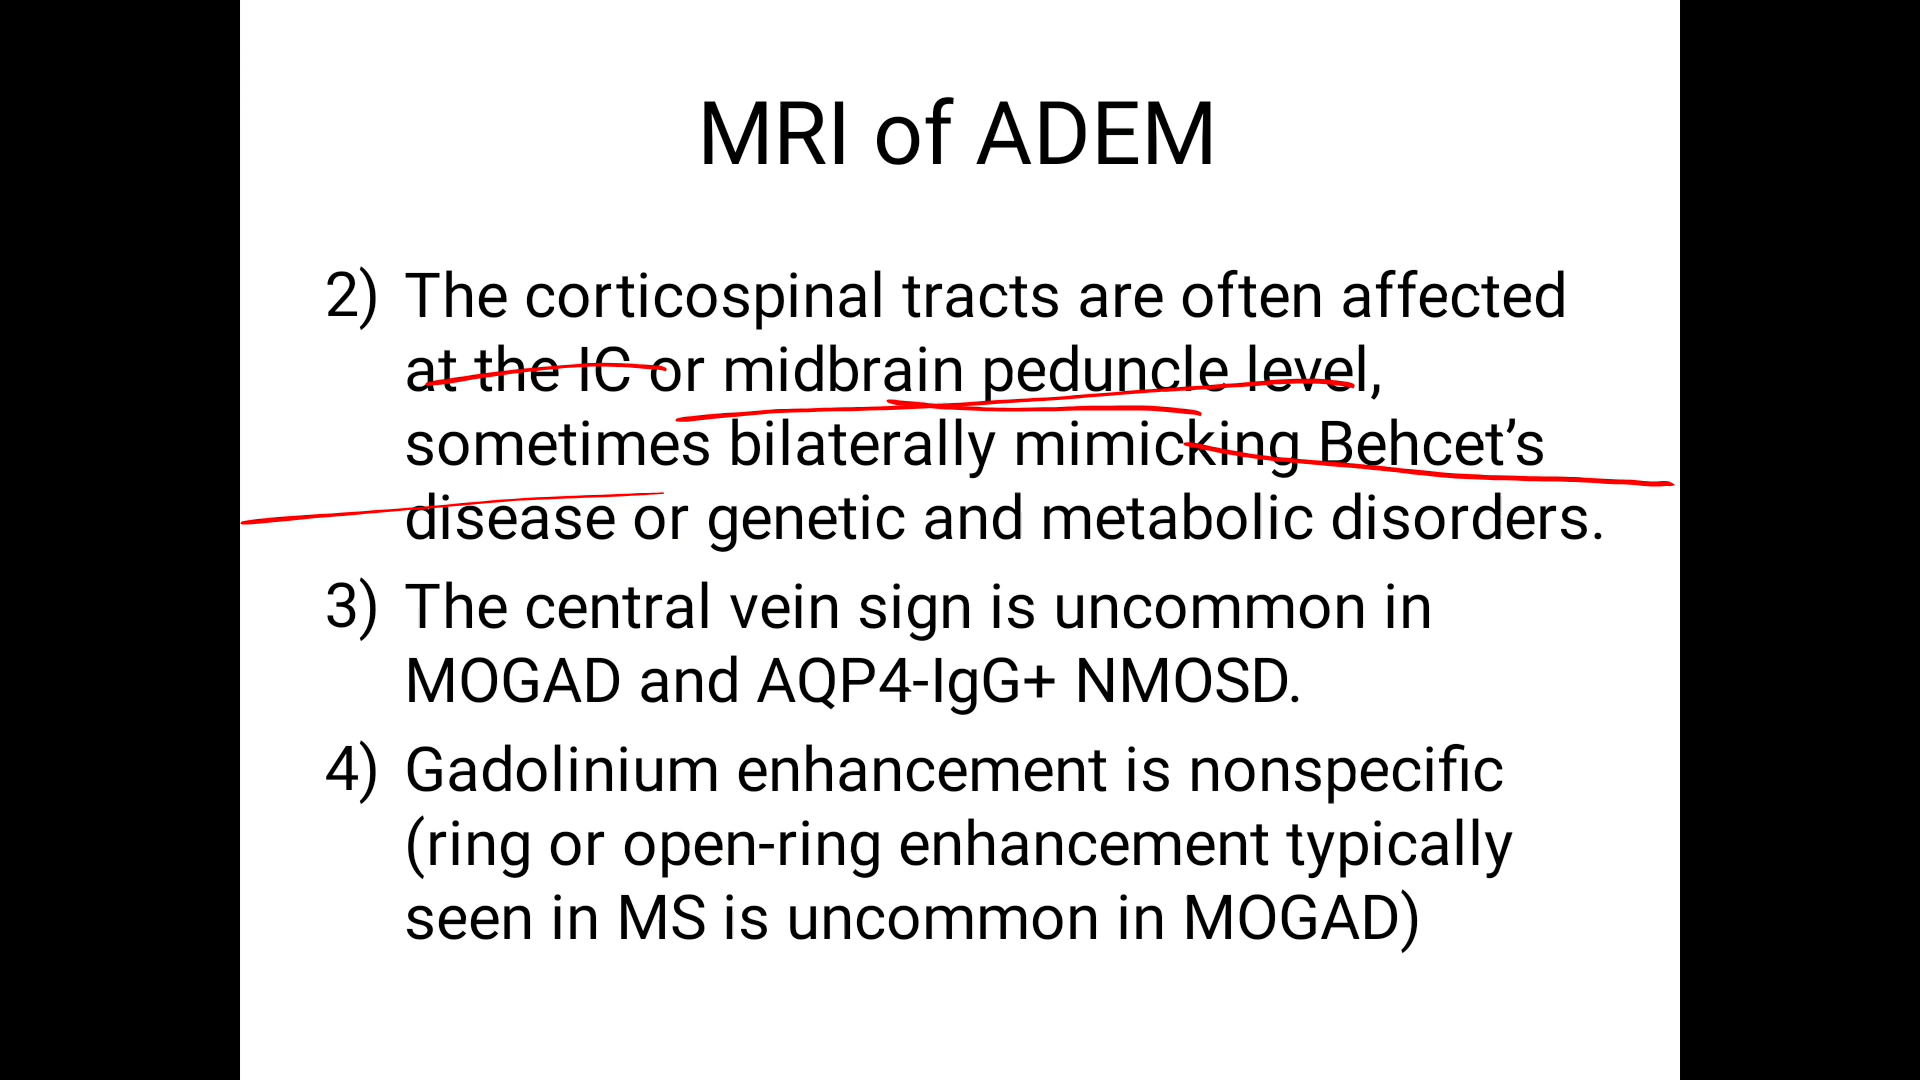 MRI of ADEM
2) The corticospinal tracts are often affected
at the IC or midbrain peduncle level,
sometimes bilaterally mimicking Behcet’s
disease or genetic and metabolic disorders.
3) The central vein sign is uncommon in
MOGAD and AQP4-IgG+ NMOSD.
4) Gadolinium enhancement is nonspecific
(ring or open-ring enhancement typically
seen in MS is uncommon in MOGAD)